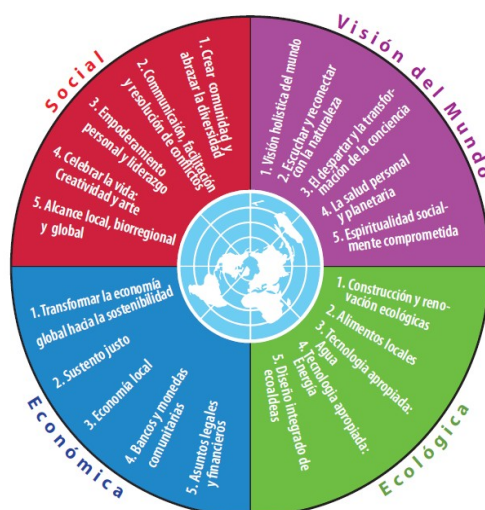 Social
1. Crear comunidad y
abrazar la diversidad
2. Communicación, facilitación
y resolución de conflictos
3. Empoderamiento
personal y liderazgo
4. Celebrar la vida:
Creatividad y arte
5. Alcance local, biorregional
y global
Visión del Mundo
1. Visión holística del mundo
2. Escuchar y reconectar
con la naturaleza
3. El despartar y la transfor-
mación de la conciencia
4. La salud personal
y planetaria
5. Espiritualidad social-
mente comprometida
Económica
1. Transformar la economía
global hacia la sostenibilidad
2. Sustento justo
3. Economía local
4. Bancos y monedas
comunitarias
5. Asuntos legales
y financieros
Ecológica
1. Construcción y reno-
vación ecológicas
2. Alimentos locales
3. Tecnología apropiada:
Agua
4. Tecnología apropiada:
Energía
5. Diseño integrado de
ecoaldeas